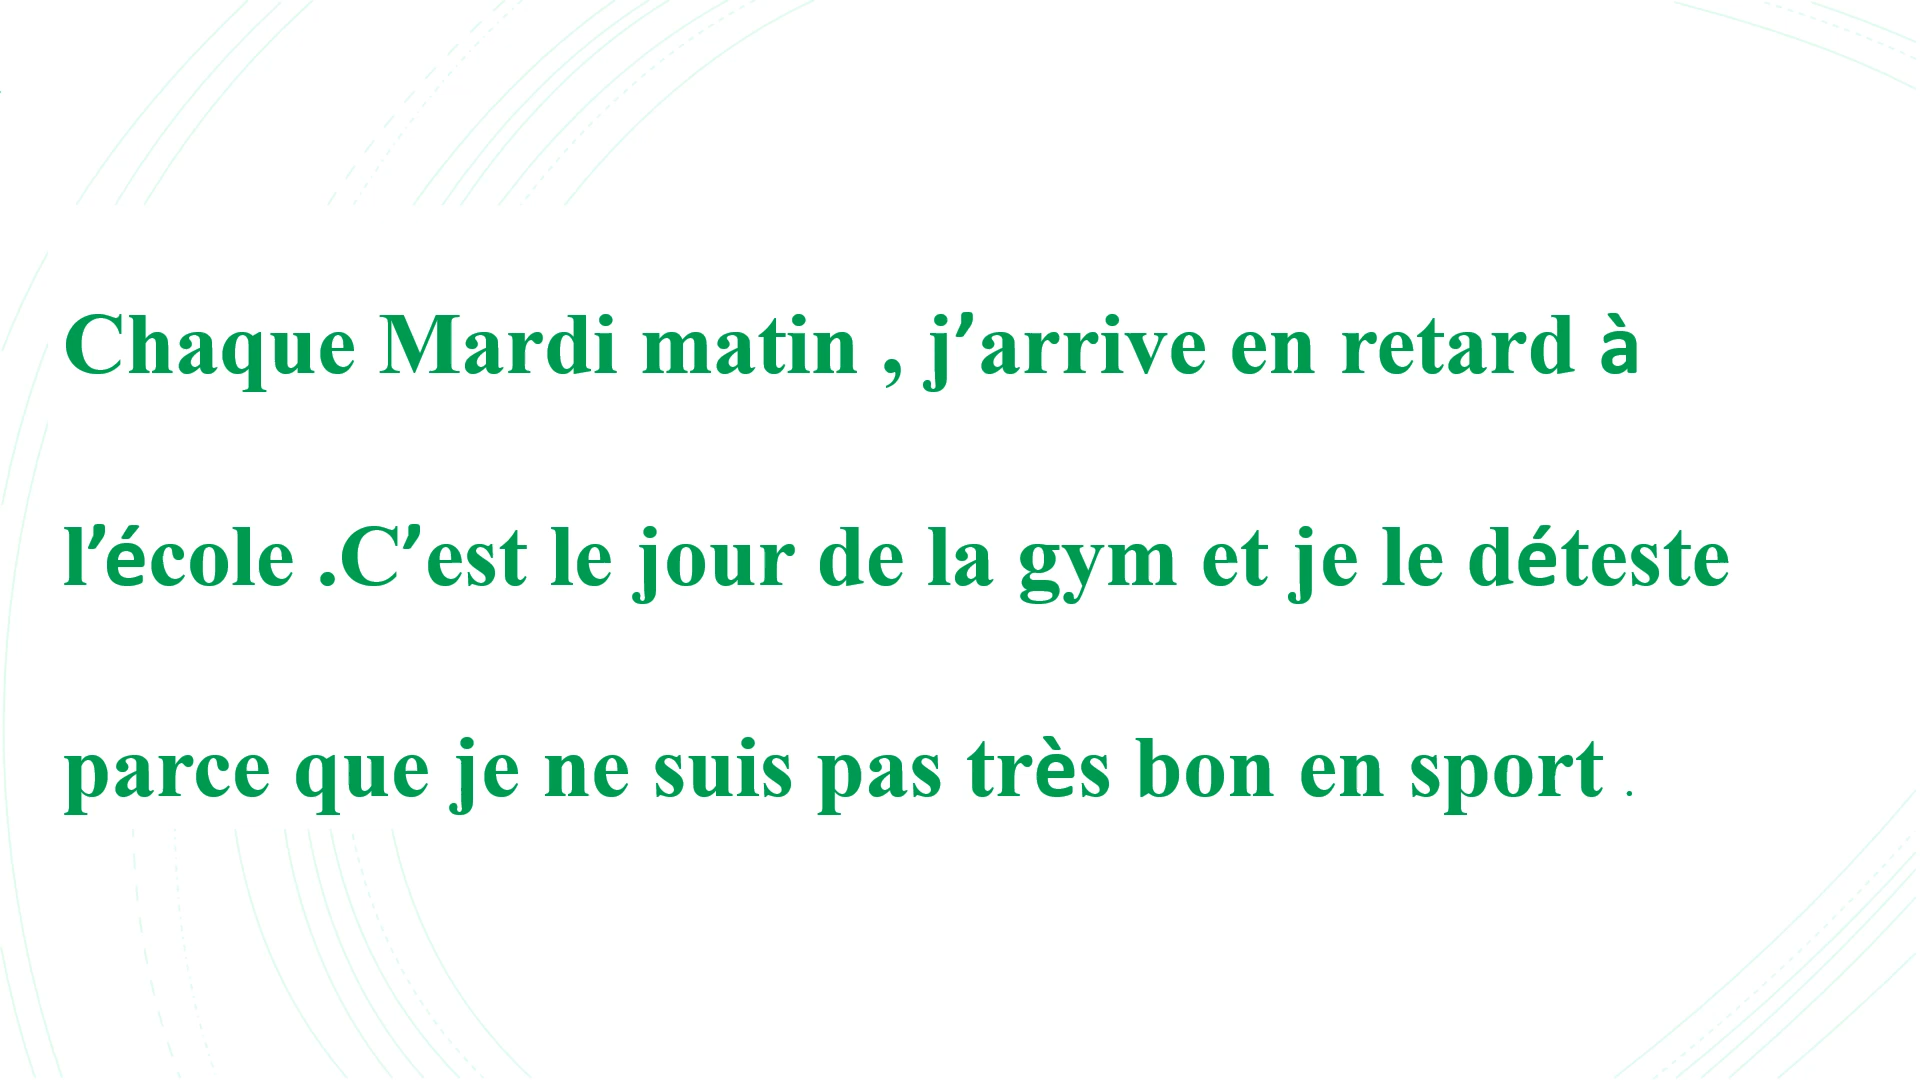 Chaque Mardi matin , j’arrive en retard à
l’école .C’est le jour de la gym et je le déteste
parce que je ne suis pas très bon en sport .